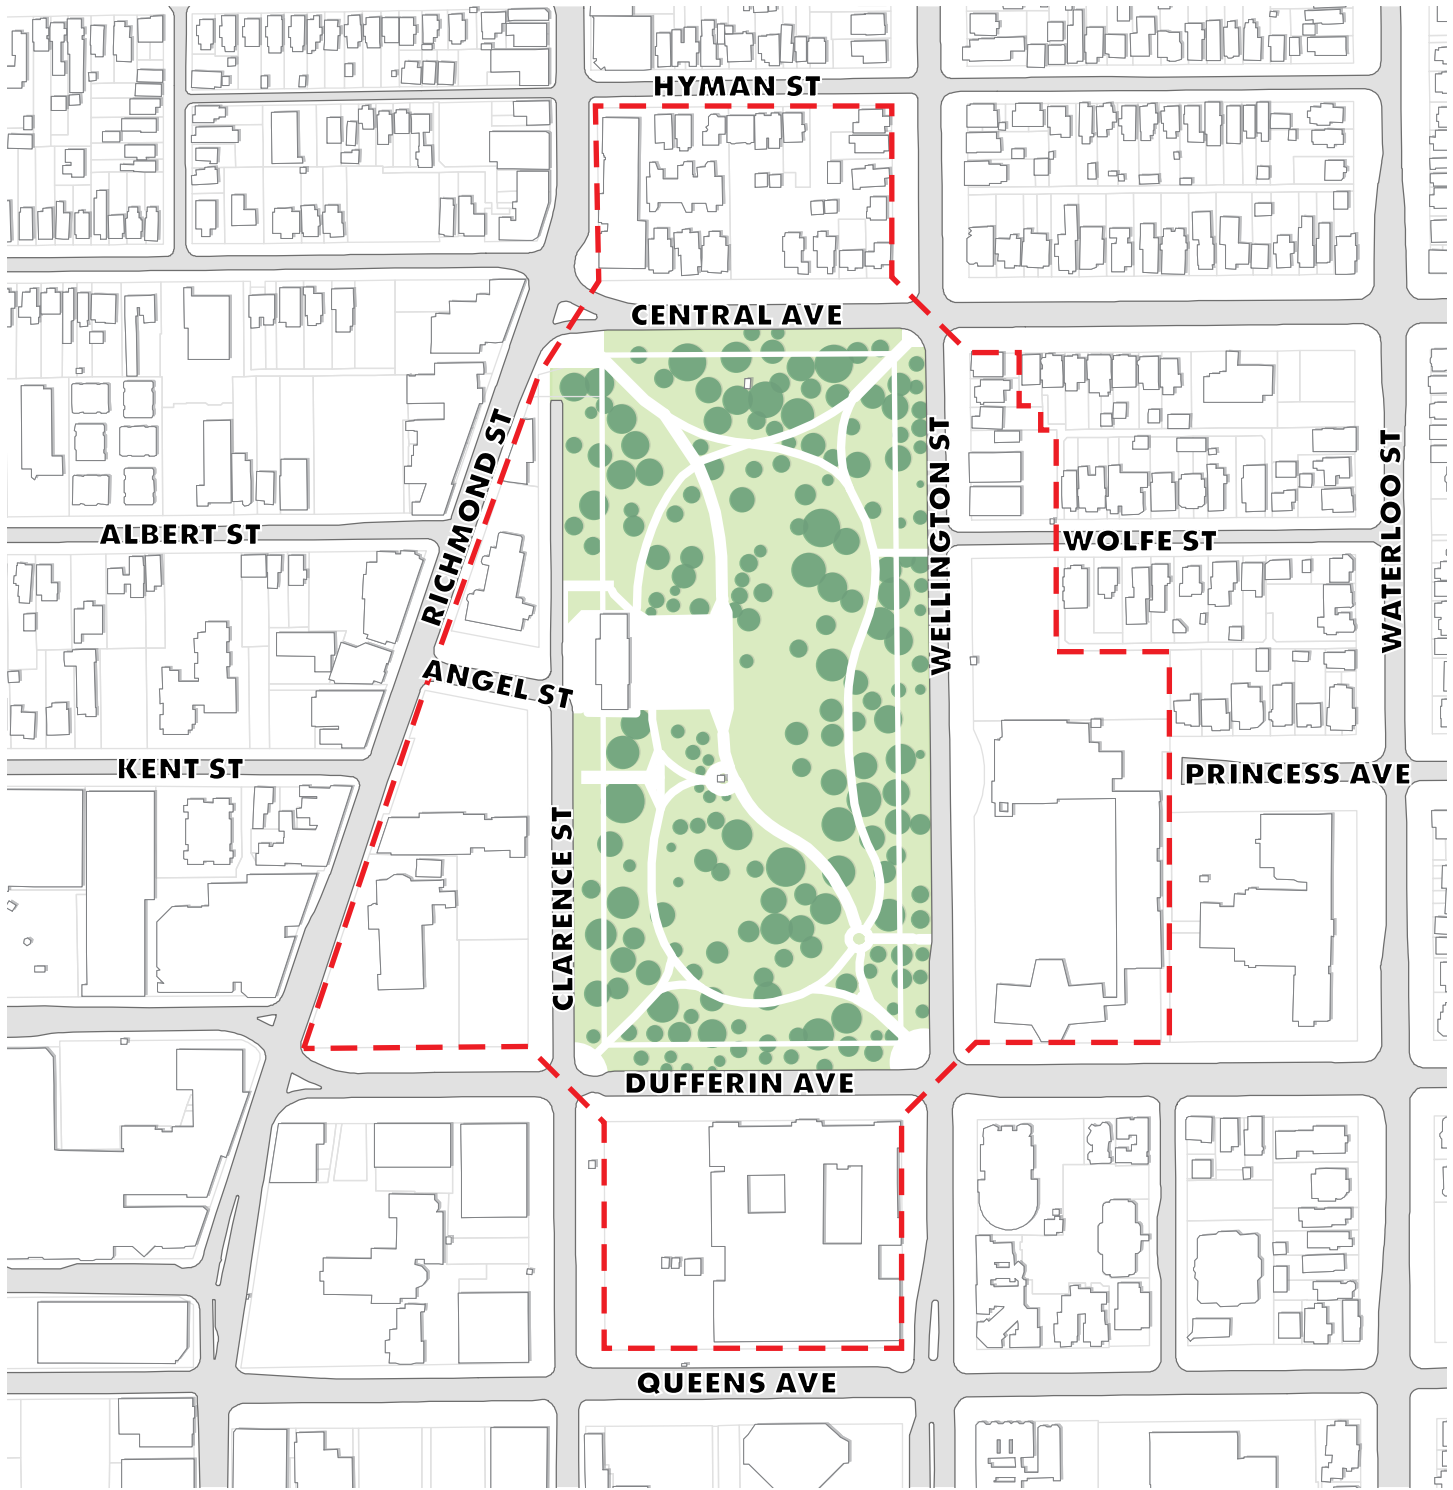 HYMAN ST
CENTRAL AVE
RICHMOND ST
WELLINGTON ST
WATERLOO ST
ALBERT ST
WOLFE ST
ANGEL ST
KENT ST
PRINCESS AVE
CLARENCE ST
DUFFERIN AVE
QUEENS AVE